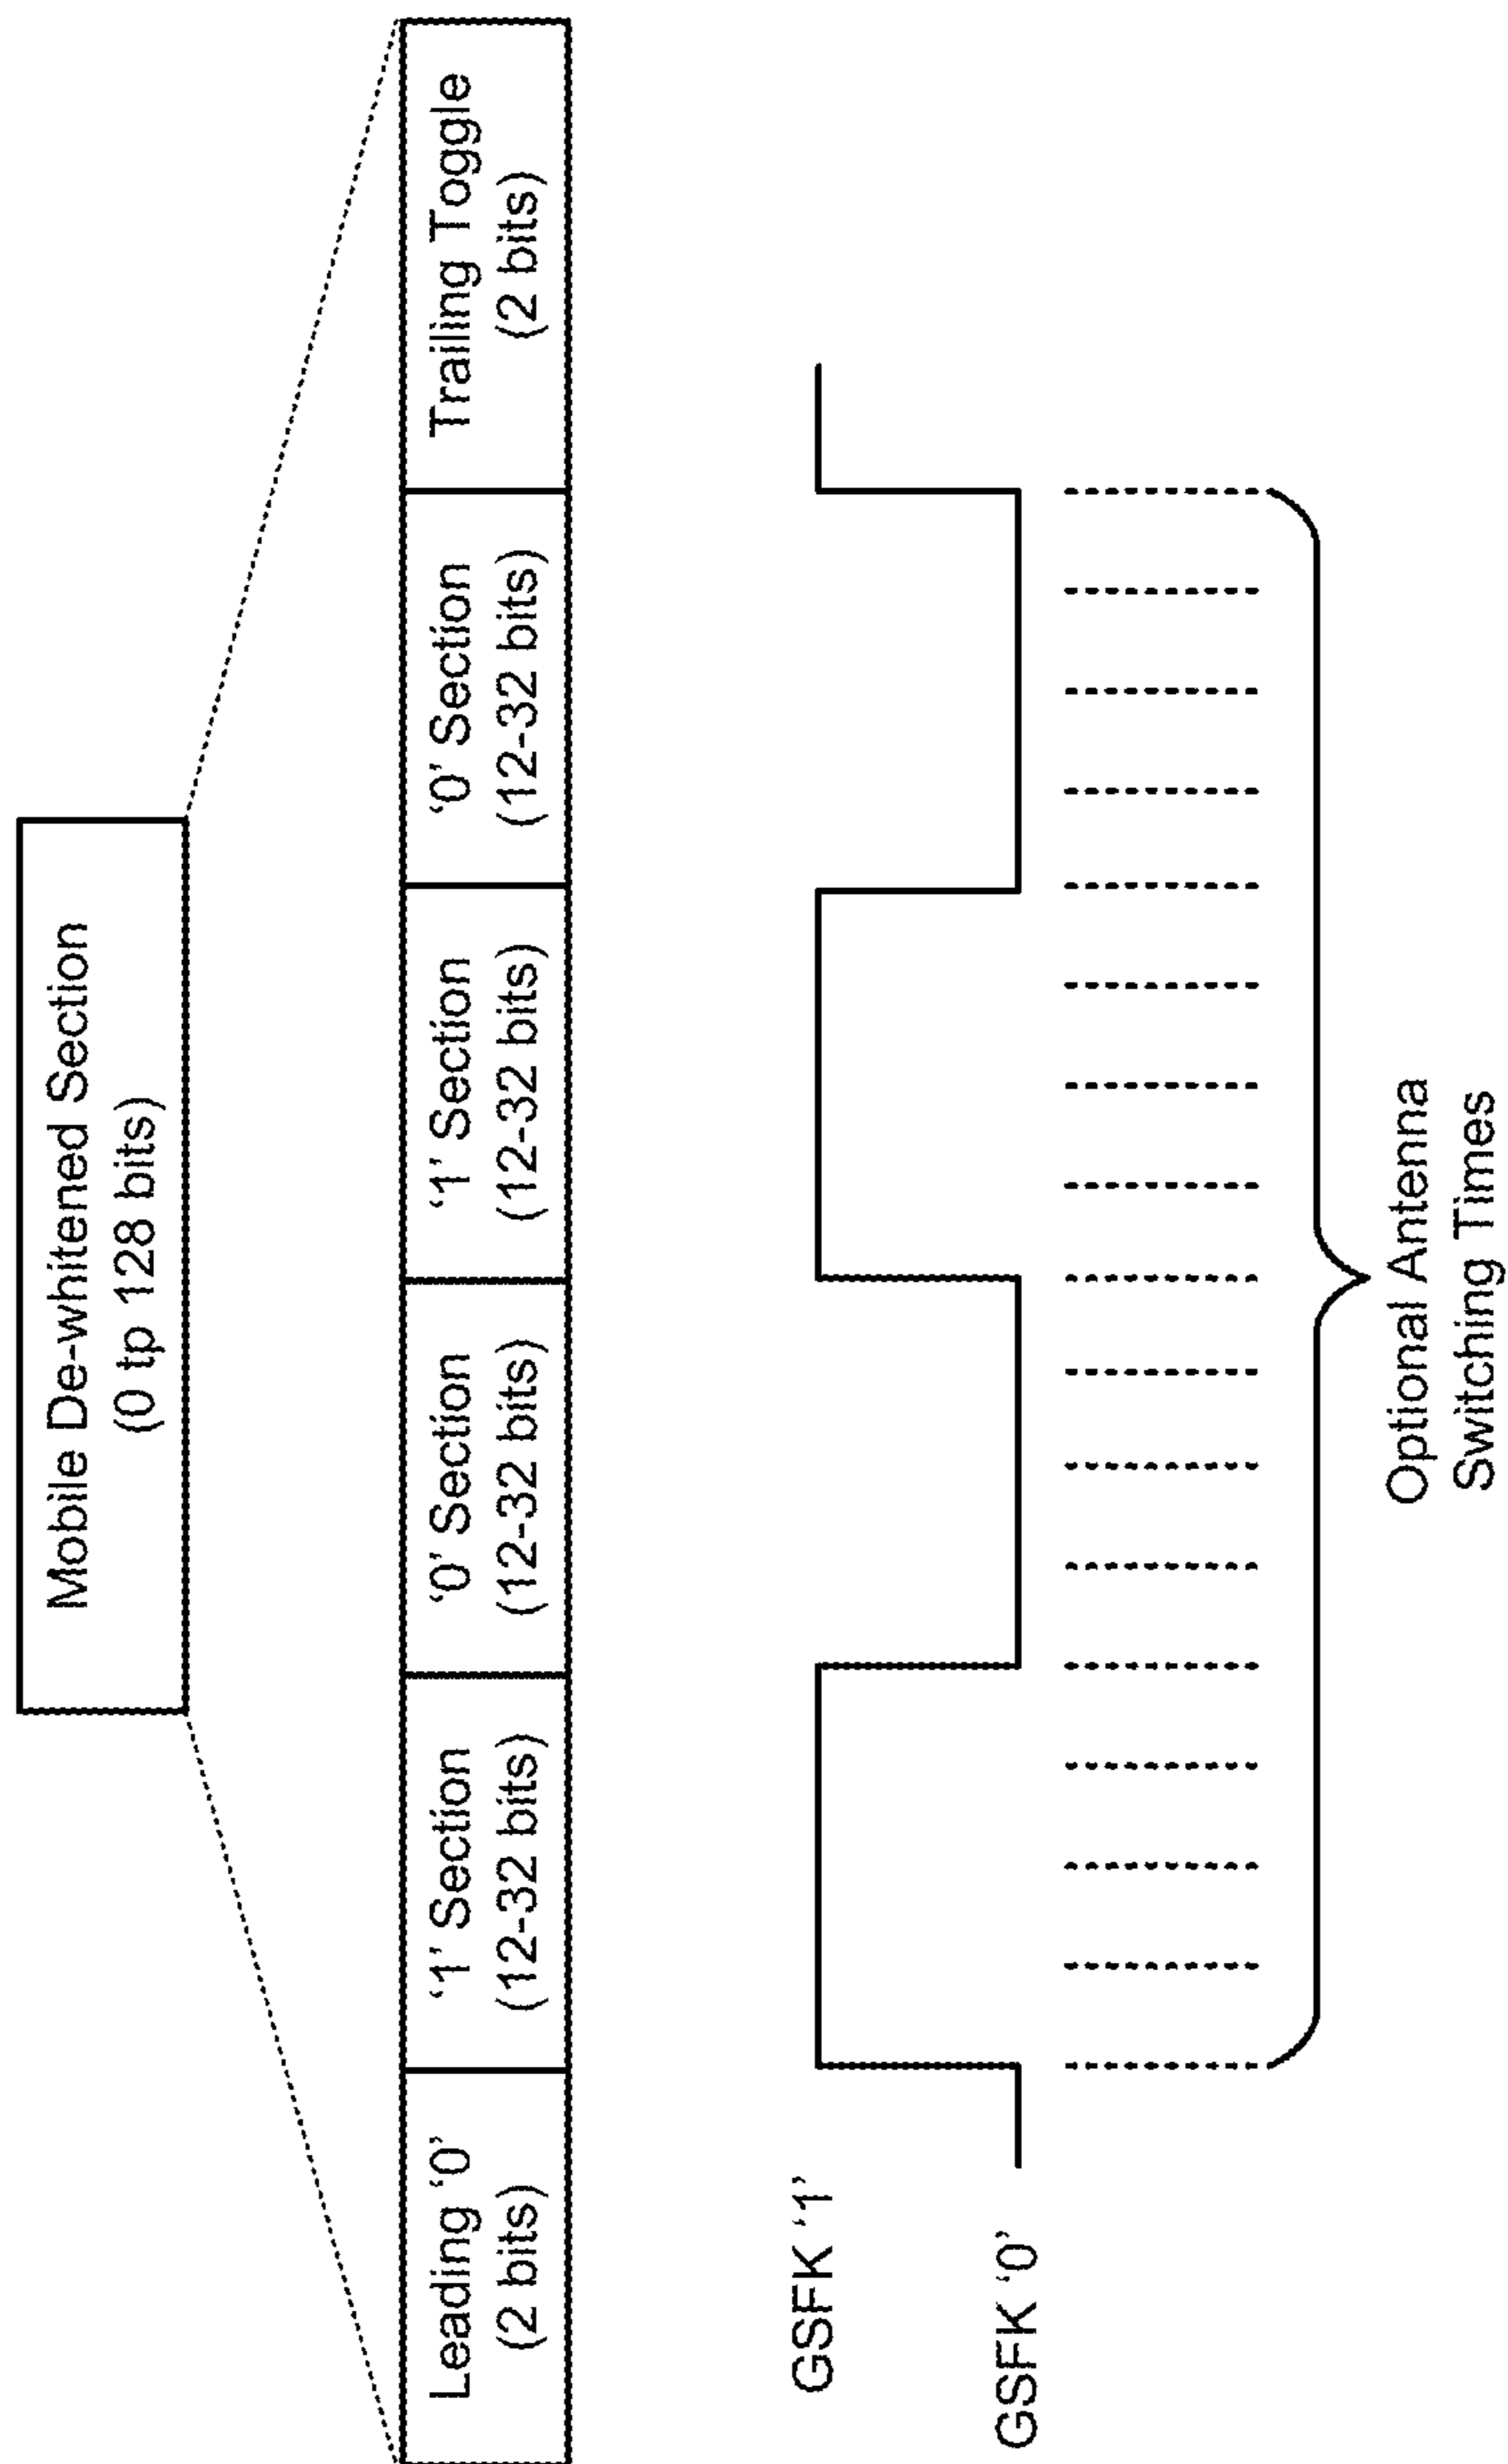 Mobile De-whitened Section
(0 tp 128 bits)
Leading ‘0’
(2 bits)
‘1’ Section
(12-32 bits)
‘0’ Section
(12-32 bits)
‘1’ Section
(12-32 bits)
‘0’ Section
(12-32 bits)
Trailing Toggle
(2 bits)
GSFK ‘1’
GSFK ‘0’
Optional Antenna
Switching Times